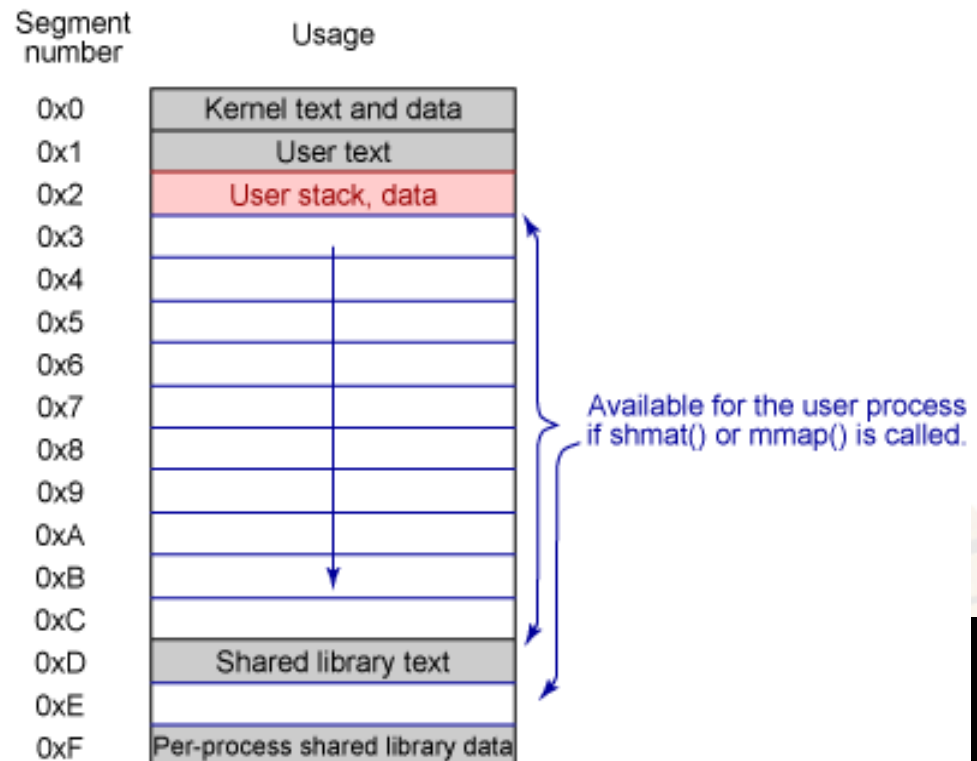 Segment
number
Usage
0x0
Kernel text and data
0x1
User text
0x2
User stack, data
0x3
0x4
0x5
0x6
0x7
0x8
0x9
0xA
0xB
0xC
0xD
Shared library text
0xE
0xF
Per-process shared library data
Available for the user process
if shmat() or mmap() is called.